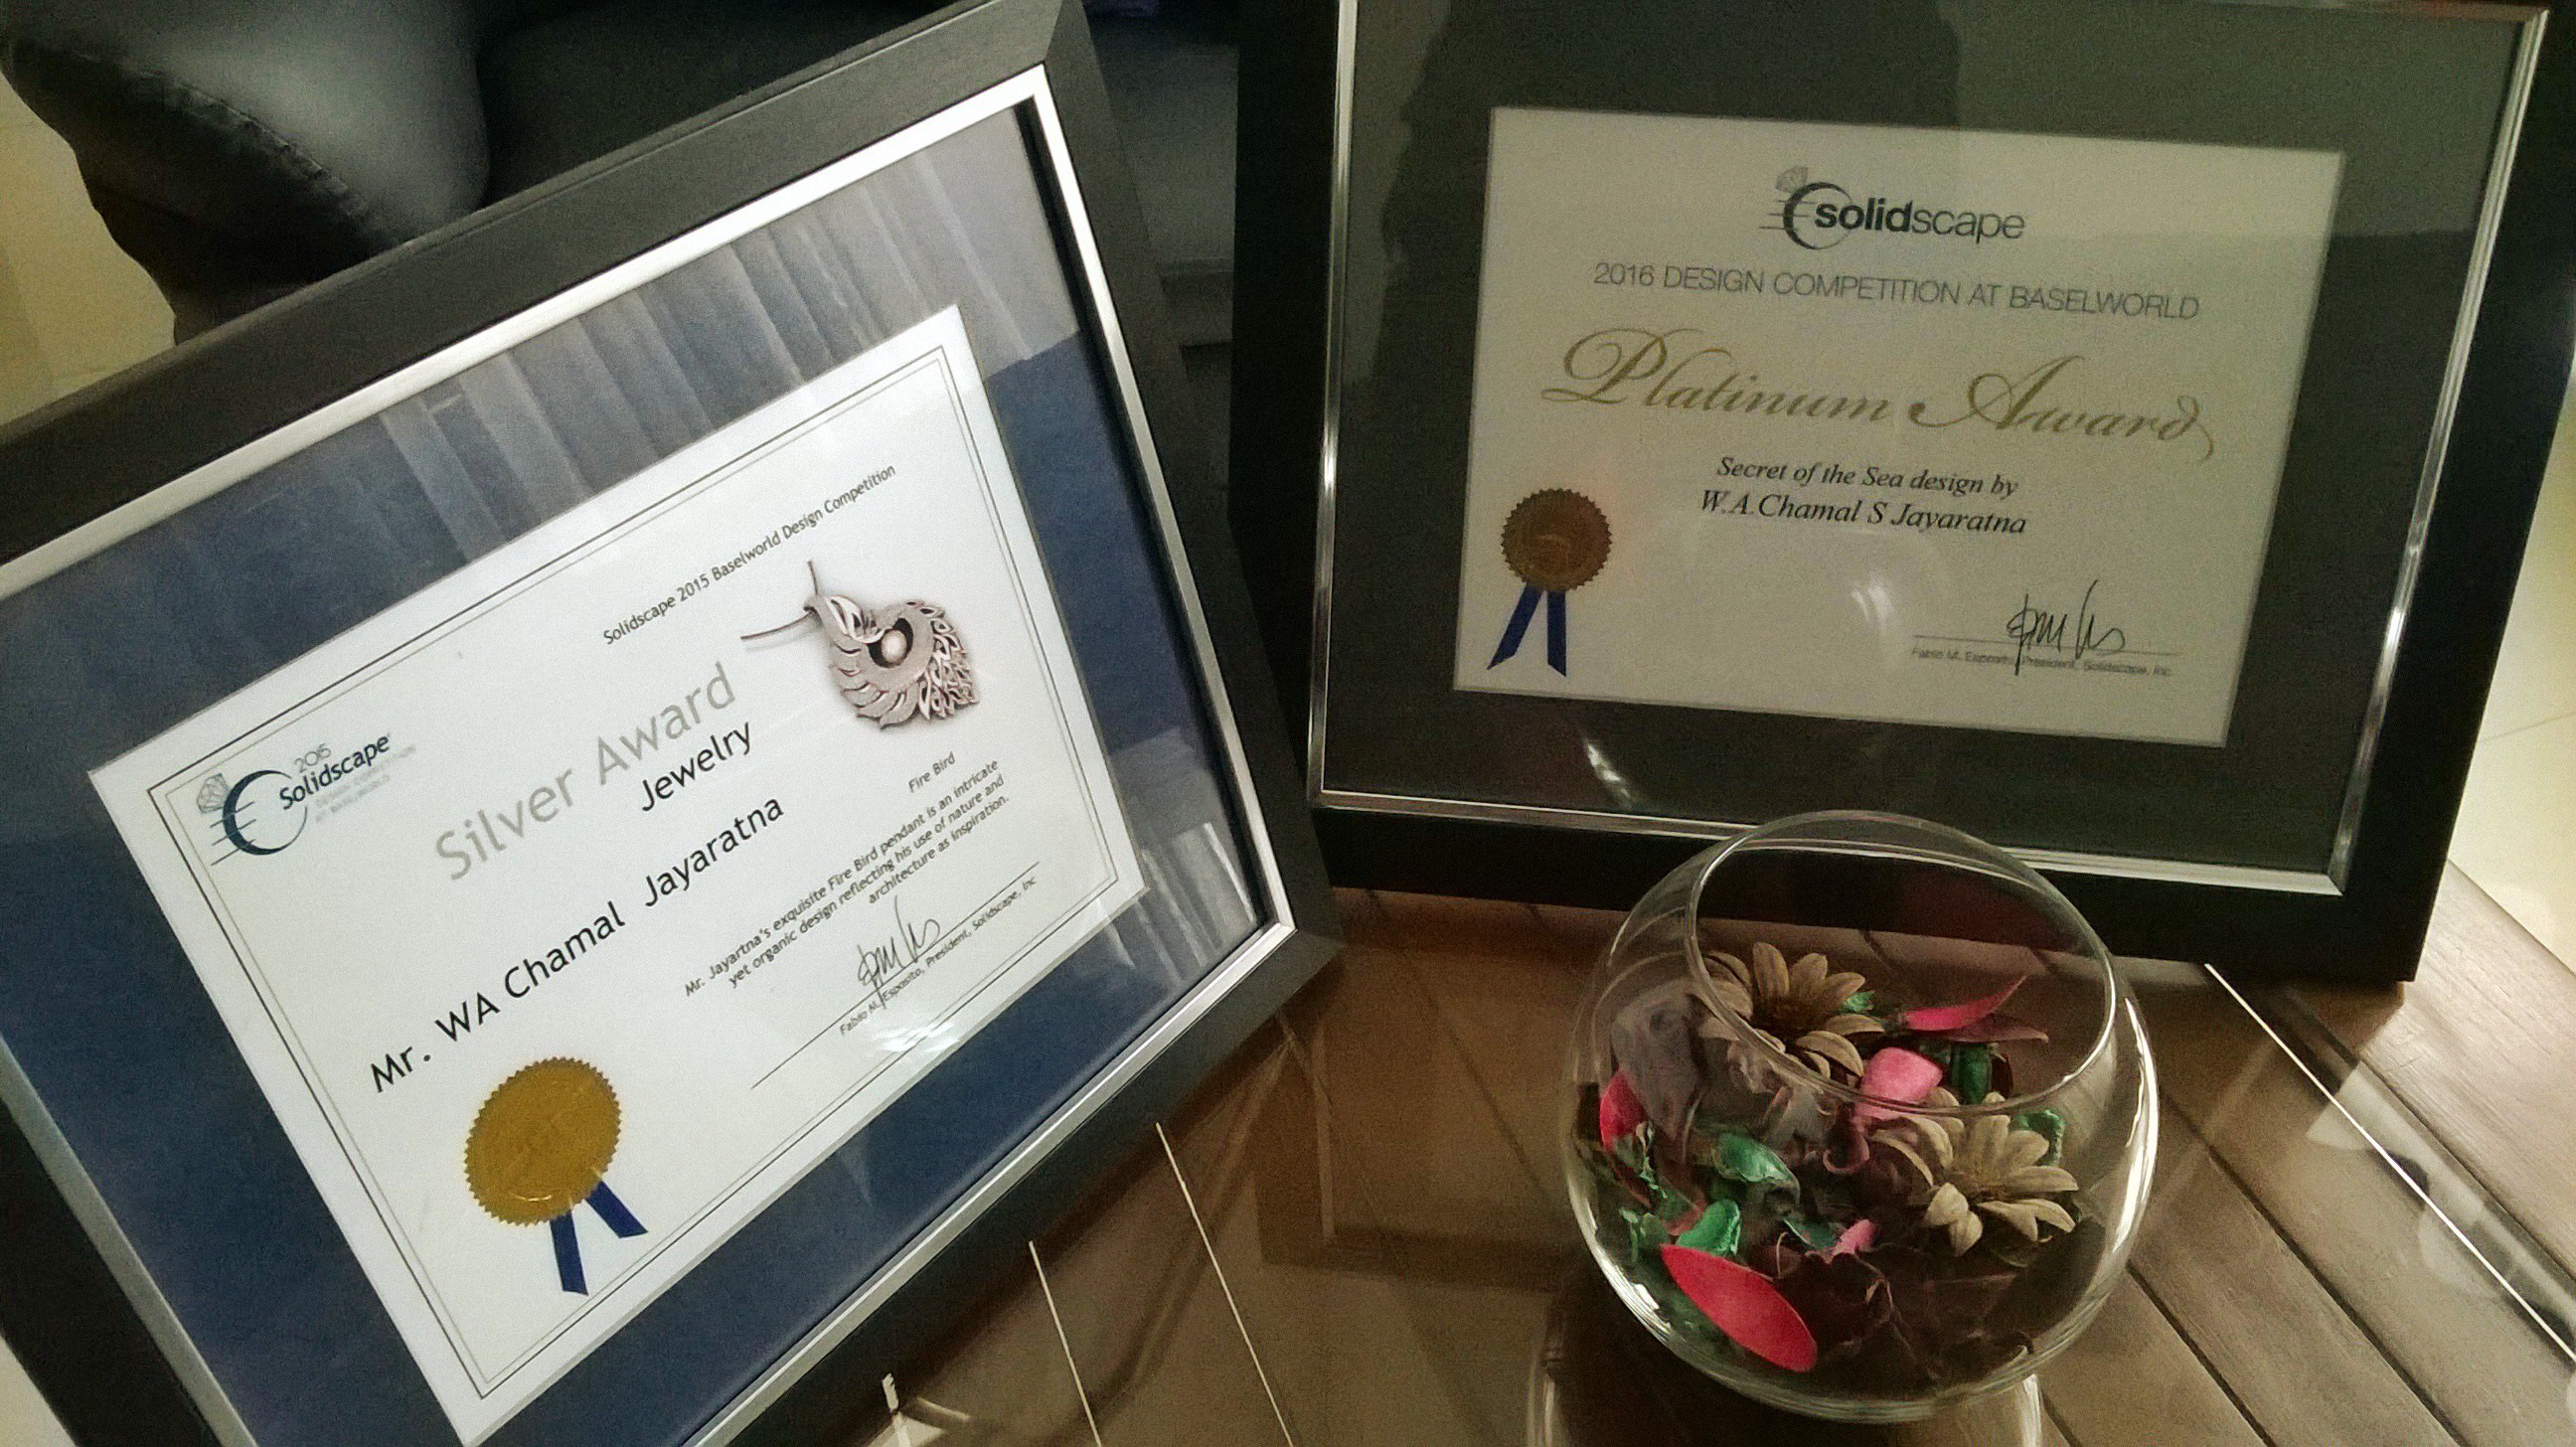 Solidscape 2015 Baselworld Design Competition
2015
Solidscape
DESIGN COMPETITION
AT BASELWORLD
Silver Award
Jewelry
Mr. WA Chamal Jayaratna
Fire Bird
Mr. Jayartna's exquisite Fire Bird pendant is an intricate
yet organic design reflecting his use of nature and
architecture as inspiration.
Fabio M. Esposito, President, Solidscape, Inc
solidscape
2016 DESIGN COMPETITION AT BASELWORLD
Platinum Award
Secret of the Sea design by
W.A.Chamal S Jayaratna
Fabio M. Esposito, President, Solidscape, Inc.